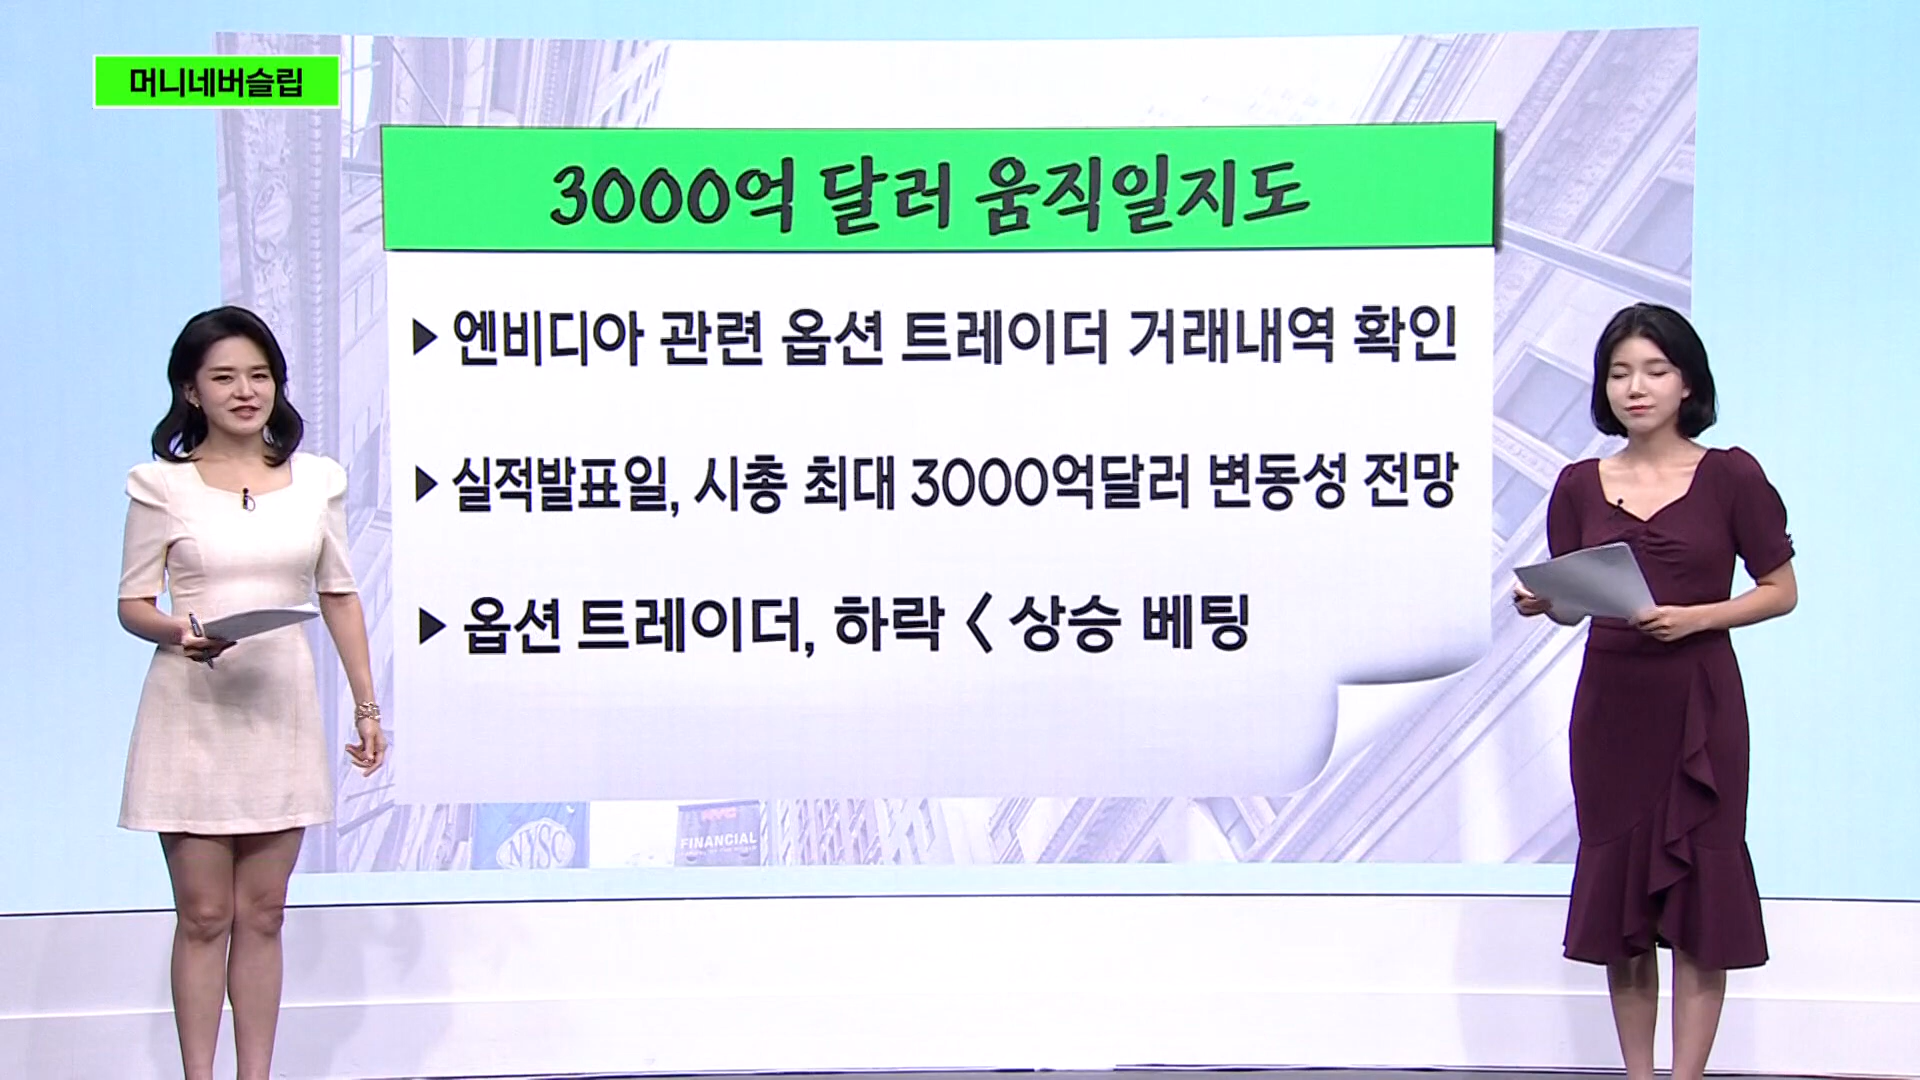 머니네버슬립
3000억 달러 움직일지도
▶ 엔비디아 관련 옵션 트레이더 거래내역 확인
▶ 실적발표일, 시총 최대 3000억달러 변동성 전망
▶ 옵션 트레이더, 하락 < 상승 베팅
NYSC
NYC
FINANCIAL